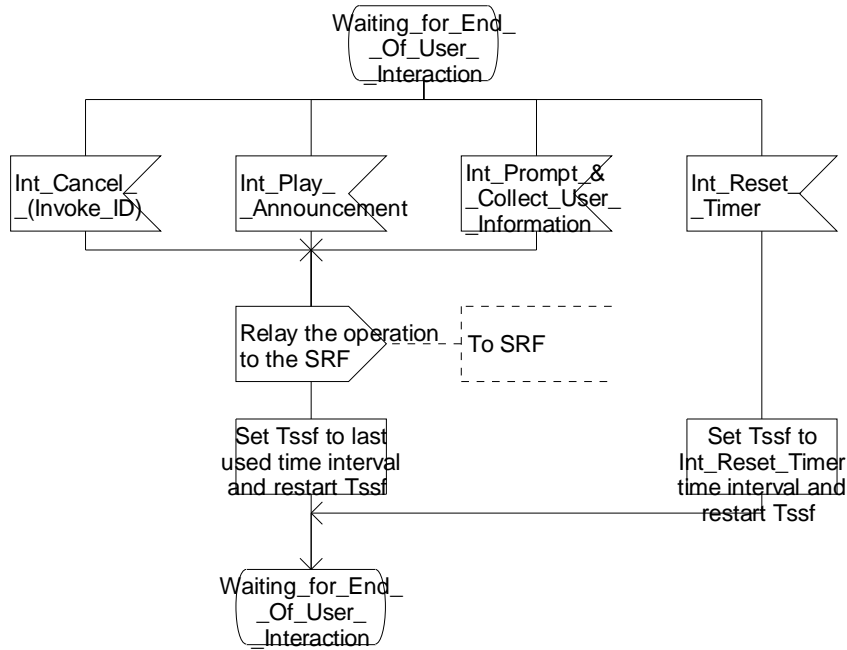 Waiting_for_End_
_Of_User_
_Interaction
Int_Cancel_
_(Invoke_ID)
Int_Play_
_Announcement
Int_Prompt_&
_Collect_User_
_Information
Int_Reset_
_Timer
Relay the operation
to the SRF
To SRF
Set Tssf to last
used time interval
and restart Tssf
Set Tssf to
Int_Reset_Timer
time interval and
restart Tssf
Waiting_for_End_
_Of_User_
_Interaction